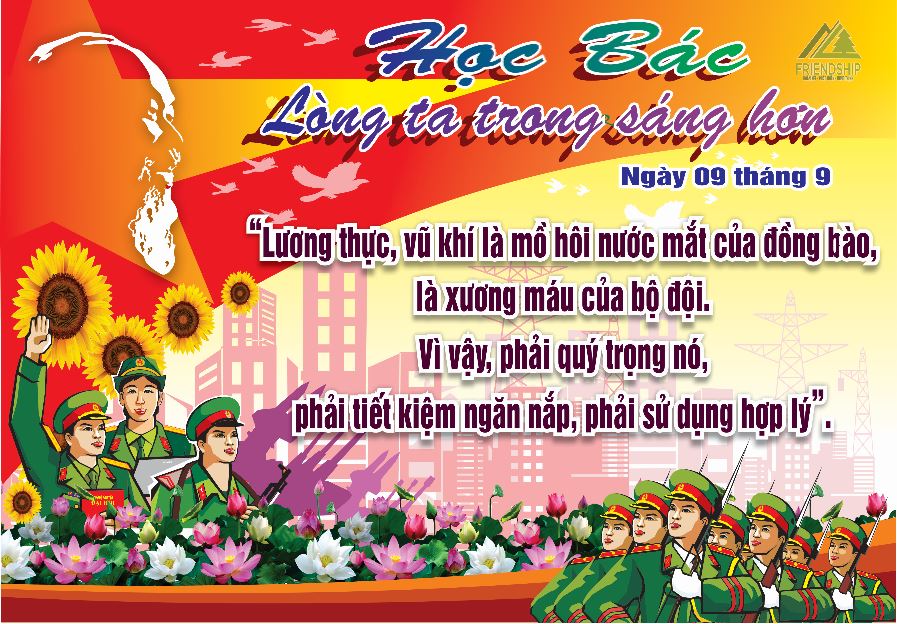 Học Bác
Lòng ta trong sáng hơn
FRIENDSHIP
Ngày 09 tháng 9
“Lương thực, vũ khí là mồ hôi nước mắt của đồng bào,
là xương máu của bộ đội.
Vì vậy, phải quý trọng nó,
phải tiết kiệm ngăn nắp, phải sử dụng hợp lý”.